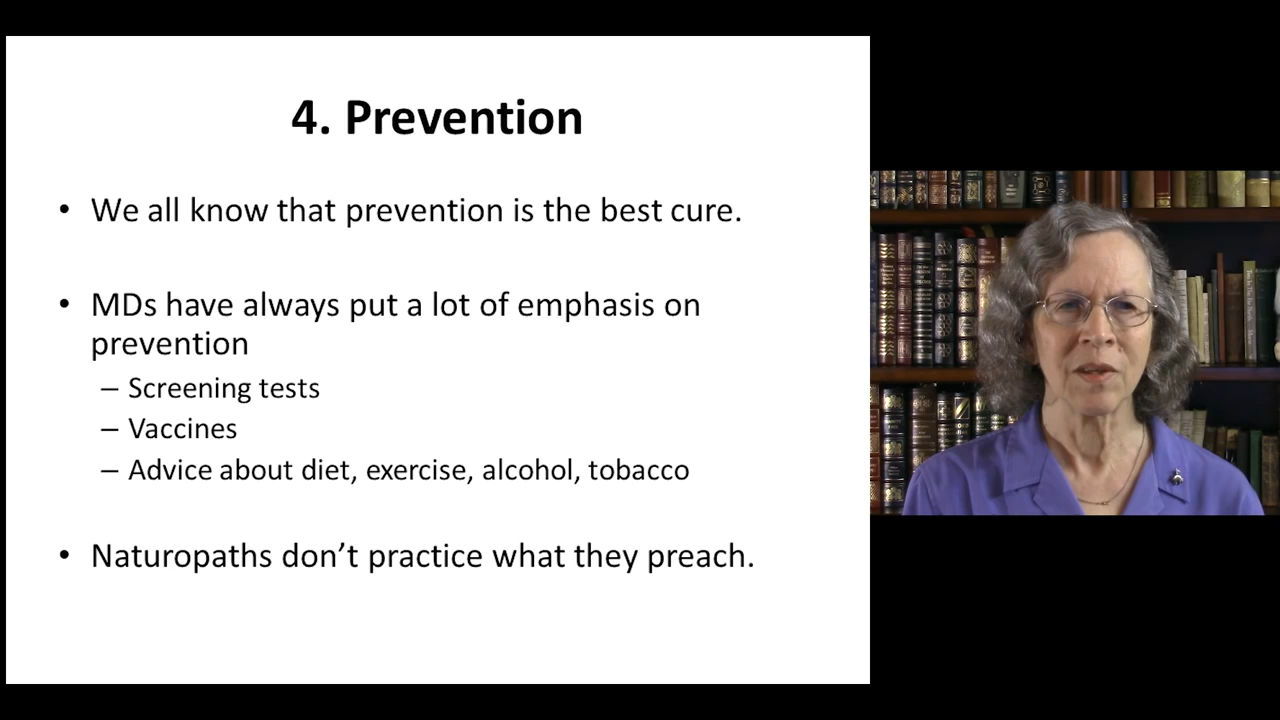 4. Prevention
• We all know that prevention is the best cure.
• MDs have always put a lot of emphasis on
prevention
– Screening tests
– Vaccines
– Advice about diet, exercise, alcohol, tobacco
• Naturopaths don’t practice what they preach.